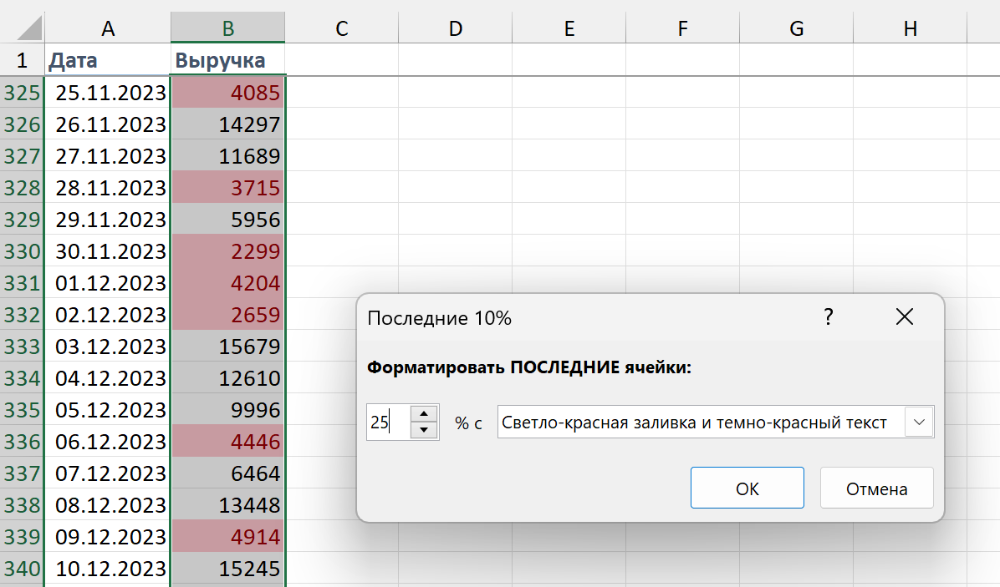 A B C D E F G H
1 Дата Выручка
325 25.11.2023 4085
326 26.11.2023 14297
327 27.11.2023 11689
328 28.11.2023 3715
329 29.11.2023 5956
330 30.11.2023 2299
331 01.12.2023 4204
332 02.12.2023 2659
333 03.12.2023 15679
334 04.12.2023 12610
335 05.12.2023 9996
336 06.12.2023 4446
337 07.12.2023 6464
338 08.12.2023 13448
339 09.12.2023 4914
340 10.12.2023 15245
Последние 10% ?
Форматировать ПОСЛЕДНИЕ ячейки:
25 % с Светло-красная заливка и темно-красный текст
ОК Отмена